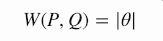 W(P, Q) = |θ|